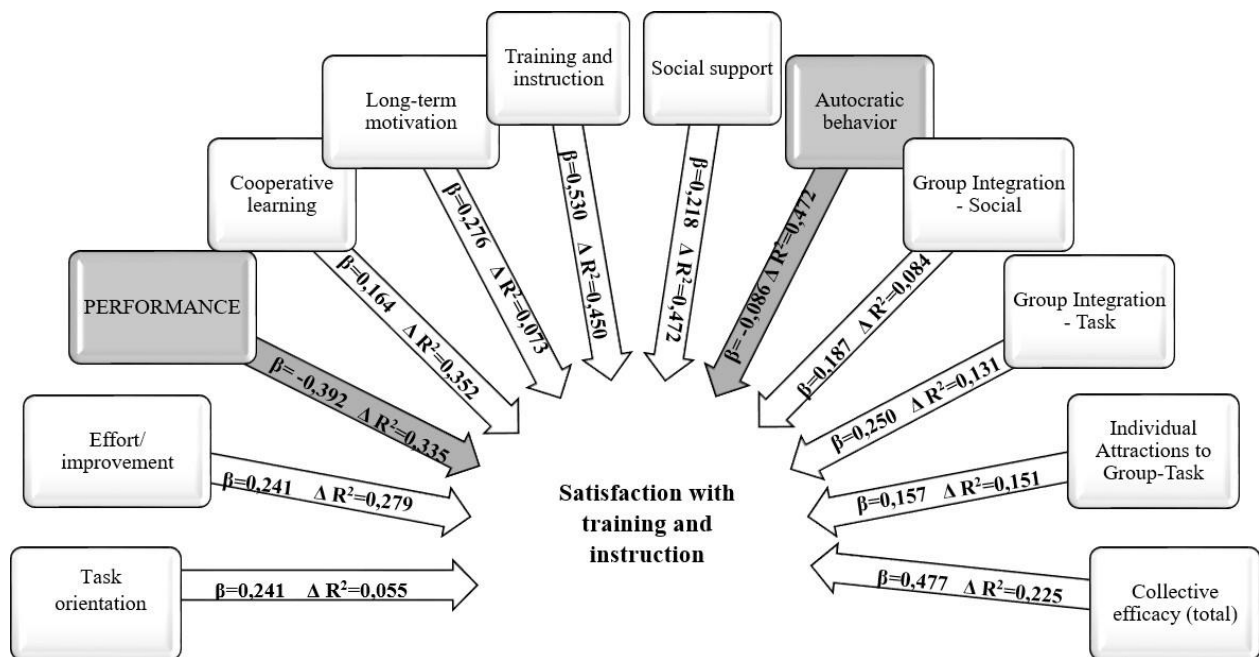 Training and
instruction
Social support
Long-term
motivation
Autocratic
behavior
Cooperative
learning
Group Integration
- Social
PERFORMANCE
Group Integration
- Task
Effort/
improvement
Individual
Attractions to
Group-Task
Task
orientation
Collective
efficacy (total)
β=0,241 Δ R²=0,055
β=0,241 Δ R²=0,279
β= -0,392 Δ R²=0,335
β=0,164 Δ R²=0,352
β=0,276 Δ R²=0,073
β=0,530 Δ R²=0,450
β=0,218 Δ R²=0,472
β= -0,086 Δ R²=0,472
β=0,187 Δ R²=0,084
β=0,250 Δ R²=0,131
β=0,157 Δ R²=0,151
β=0,477 Δ R²=0,225
Satisfaction with
training and
instruction